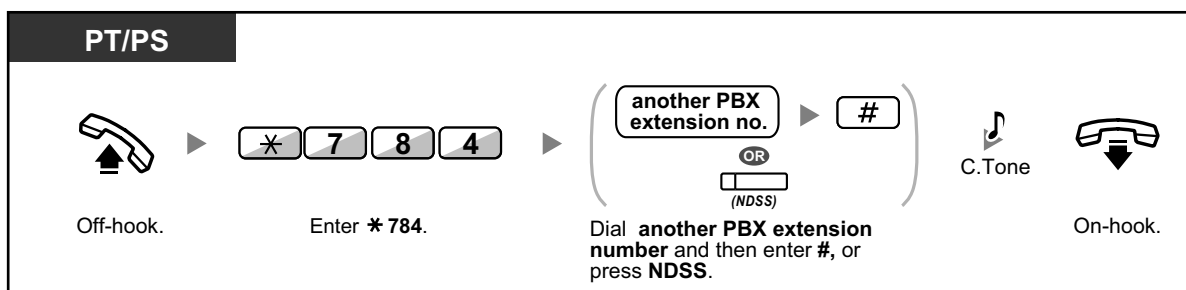 PT/PS
✳ 7 8 4
another PBX
extension no.
#
OR
(NDSS)
C.Tone
Off-hook.
Enter ✳ 784.
Dial another PBX extension
number and then enter #, or
press NDSS.
On-hook.